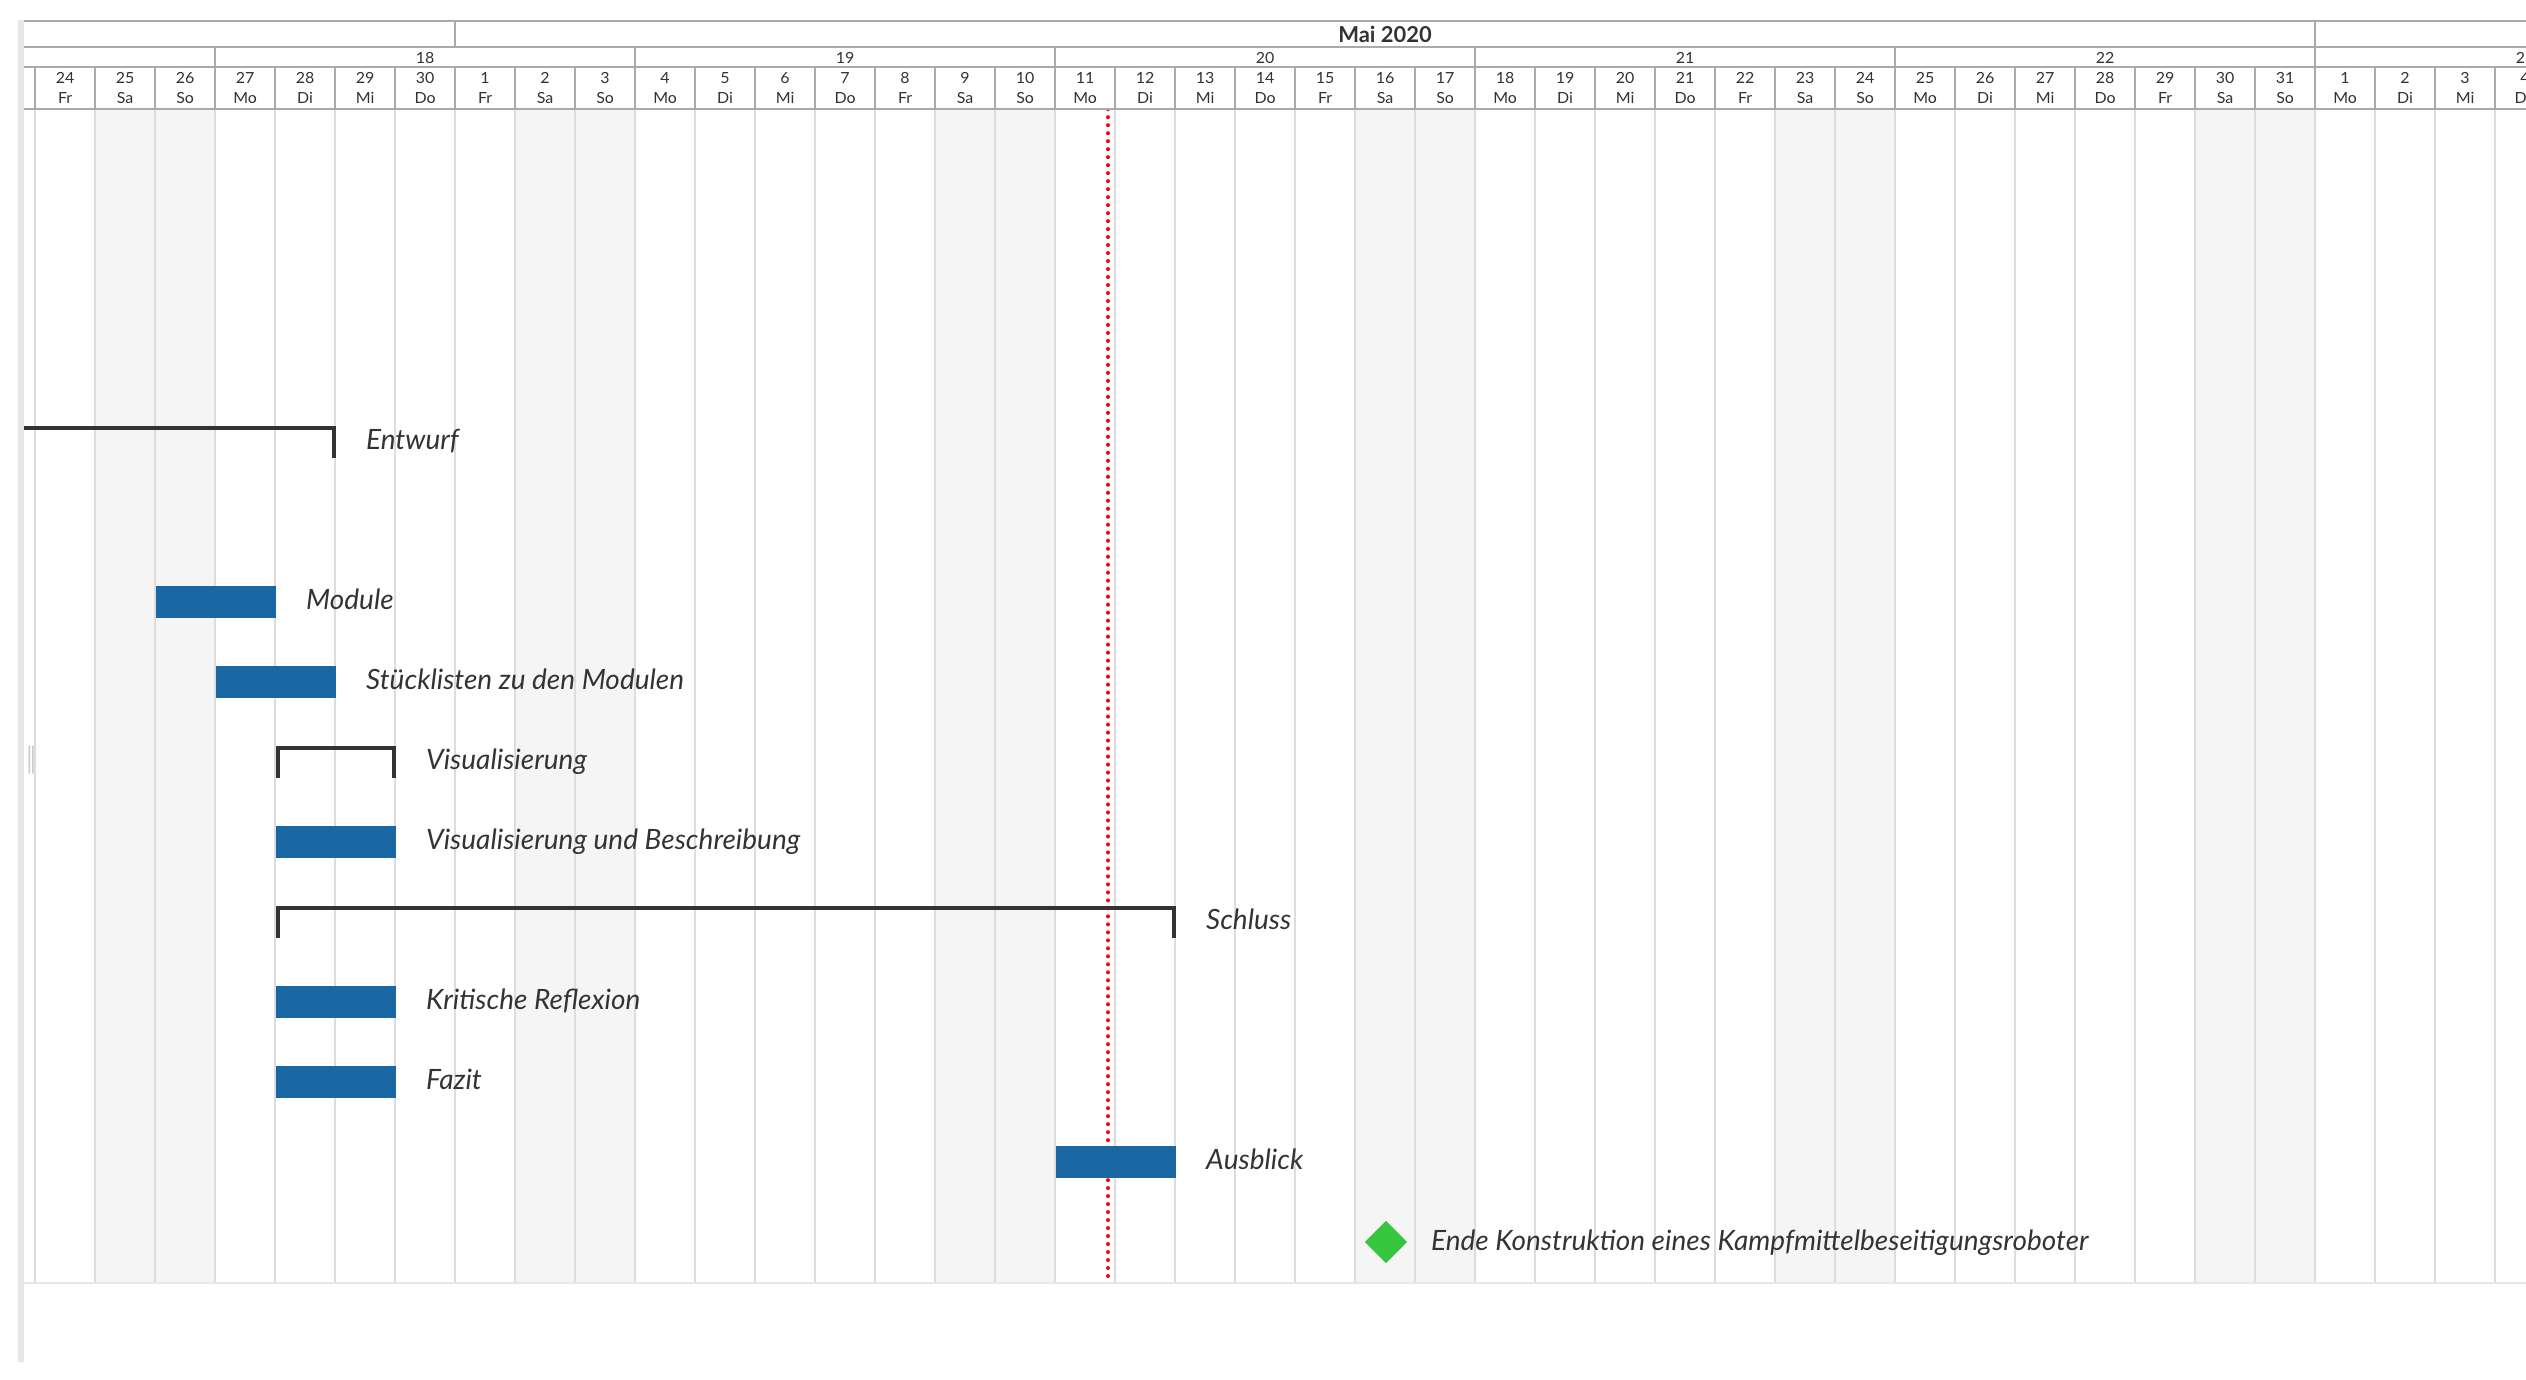 Mai 2020
18 19 20 21 22 2
24 25 26 27 28 29 30 1 2 3 4 5 6 7 8 9 10 11 12 13 14 15 16 17 18 19 20 21 22 23 24 25 26 27 28 29 30 31 1 2 3 4
Fr Sa So Mo Di Mi Do Fr Sa So Mo Di Mi Do Fr Sa So Mo Di Mi Do Fr Sa So Mo Di Mi Do Fr Sa So Mo Di Mi Do Fr Sa So Mo Di Mi D
Entwurf
Module
Stücklisten zu den Modulen
Visualisierung
Visualisierung und Beschreibung
Schluss
Kritische Reflexion
Fazit
Ausblick
Ende Konstruktion eines Kampfmittelbeseitigungsroboter